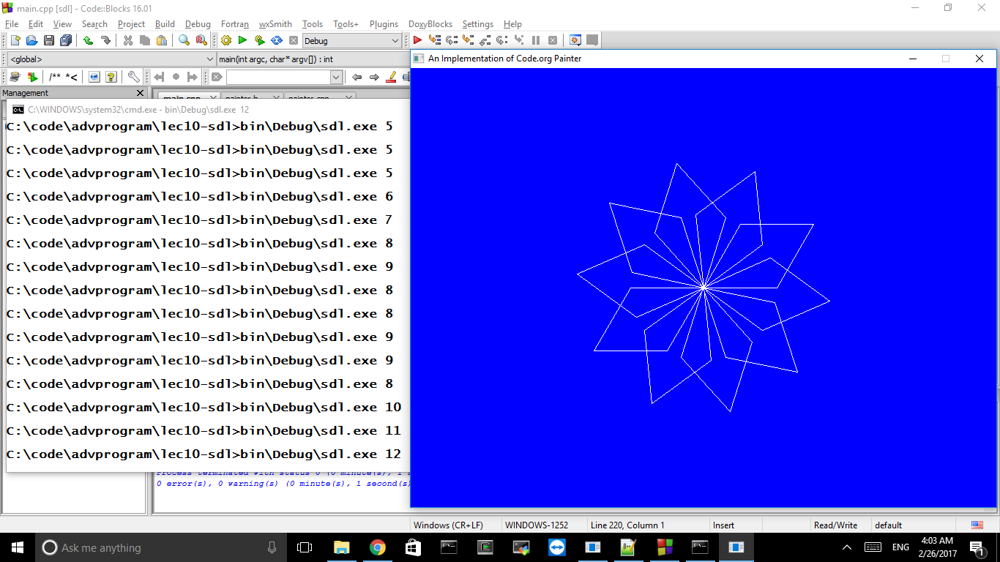 main.cpp [sdl] - Code::Blocks 16.01
File Edit View Search Project Build Debug Fortran wxSmith Tools Tools+ Plugins DoxyBlocks Settings Help
Debug
<global> main(int argc, char* argv[]) : int
An Implementation of Code.org Painter
/** *<
Management
main.cpp painter.h painter.cpp
C:\WINDOWS\system32\cmd.exe - bin\Debug\sdl.exe 12
C:\code\advprogram\lec10-sdl>bin\Debug\sdl.exe 5
C:\code\advprogram\lec10-sdl>bin\Debug\sdl.exe 5
C:\code\advprogram\lec10-sdl>bin\Debug\sdl.exe 5
C:\code\advprogram\lec10-sdl>bin\Debug\sdl.exe 6
C:\code\advprogram\lec10-sdl>bin\Debug\sdl.exe 7
C:\code\advprogram\lec10-sdl>bin\Debug\sdl.exe 8
C:\code\advprogram\lec10-sdl>bin\Debug\sdl.exe 9
C:\code\advprogram\lec10-sdl>bin\Debug\sdl.exe 8
C:\code\advprogram\lec10-sdl>bin\Debug\sdl.exe 8
C:\code\advprogram\lec10-sdl>bin\Debug\sdl.exe 9
C:\code\advprogram\lec10-sdl>bin\Debug\sdl.exe 9
C:\code\advprogram\lec10-sdl>bin\Debug\sdl.exe 8
C:\code\advprogram\lec10-sdl>bin\Debug\sdl.exe 10
C:\code\advprogram\lec10-sdl>bin\Debug\sdl.exe 11
C:\code\advprogram\lec10-sdl>bin\Debug\sdl.exe 12
Process terminated with status 0 (0 minute(s), 1 s
0 error(s), 0 warning(s) (0 minute(s), 1 second(s)
Windows (CR+LF) WINDOWS-1252 Line 220, Column 1 Insert Read/Write default
Ask me anything
ENG
4:03 AM
2/26/2017
1